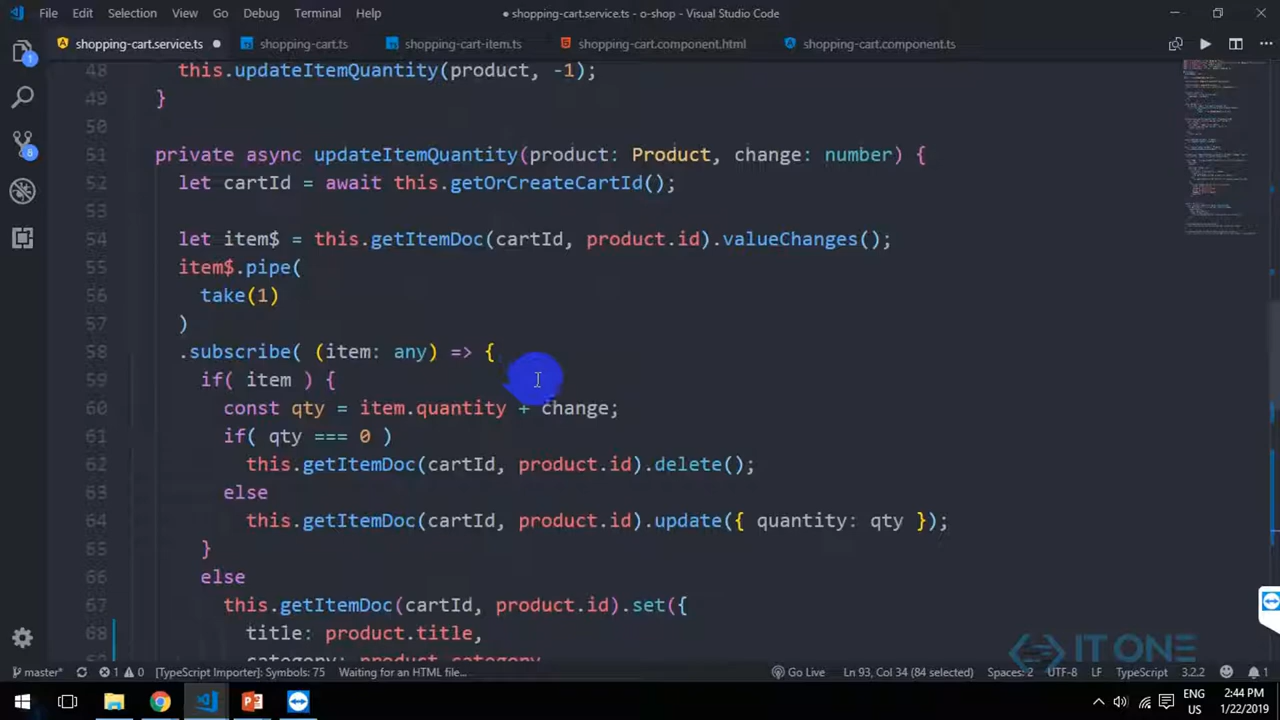 File Edit Selection View Go Debug Terminal Help
● shopping-cart.service.ts - o-shop - Visual Studio Code
shopping-cart.service.ts ● shopping-cart.ts shopping-cart-item.ts shopping-cart.component.html shopping-cart.component.ts
48 this.updateItemQuantity(product, -1);
49 }
50
51 private async updateItemQuantity(product: Product, change: number) {
52 let cartId = await this.getOrCreateCartId();
53
54 let item$ = this.getItemDoc(cartId, product.id).valueChanges();
55 item$.pipe(
56 take(1)
57 )
58 .subscribe( (item: any) => {
59 if( item ) {
60 const qty = item.quantity + change;
61 if( qty === 0 )
62 this.getItemDoc(cartId, product.id).delete();
63 else
64 this.getItemDoc(cartId, product.id).update({ quantity: qty });
65 }
66 else
67 this.getItemDoc(cartId, product.id).set({
68 title: product.title,
category: product.category
1
8
IT ONE
master* 1 0 [TypeScript Importer]: Symbols: 75 Waiting for an HTML file... Go Live Ln 93, Col 34 (84 selected) Spaces: 2 UTF-8 LF TypeScript 3.2.2 1
ENG
US
2:44 PM
1/22/2019